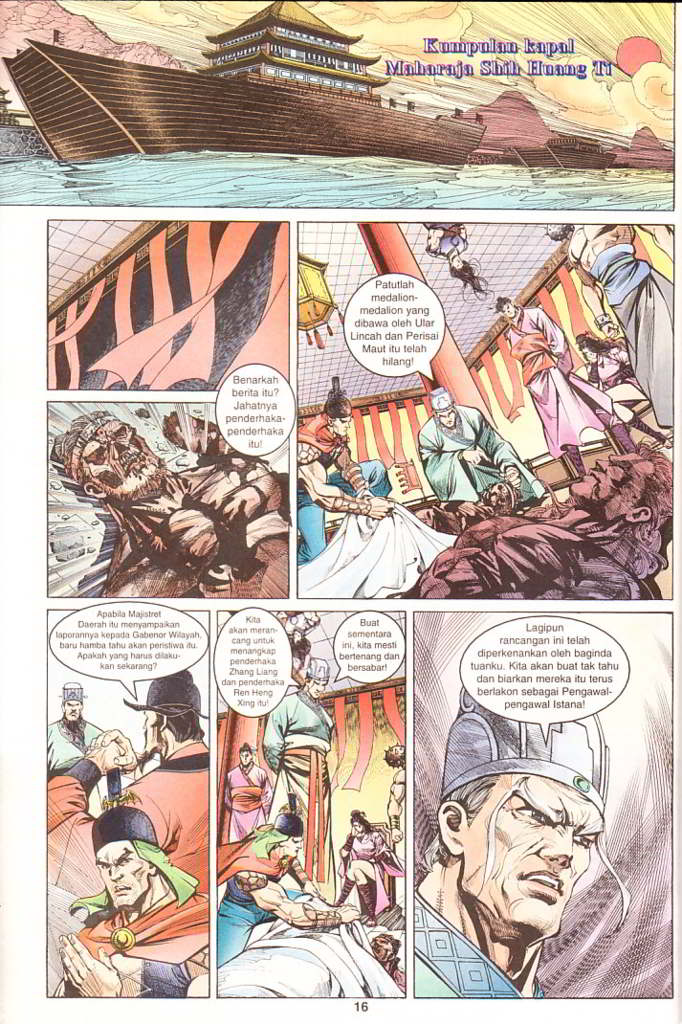 Kumpulan kapal
Maharaja Shih Huang Ti
Benarkah
berita itu?
Jahatnya
penderhaka-
penderhaka
itu!
Patutlah
medalion-
medalion yang
dibawa oleh Ular
Lincah dan Perisai
Maut itu telah
hilang!
Apabila Majistret
Daerah itu menyampaikan
laporannya kepada Gabenor Wilayah,
baru hamba tahu akan peristiwa itu.
Apakah yang harus dilaku-
kan sekarang?
Kita
akan meran-
cang untuk
menangkap
penderhaka
Zhang Liang
dan penderhaka
Ren Heng
Xing itu!
Buat
sementara
ini, kita mesti
bertenang dan
bersabar!
Lagipun
rancangan ini telah
diperkenankan oleh baginda
tuanku. Kita akan buat tak tahu
dan biarkan mereka itu terus
berlakon sebagai Pengawal-
pengawal Istana!
16